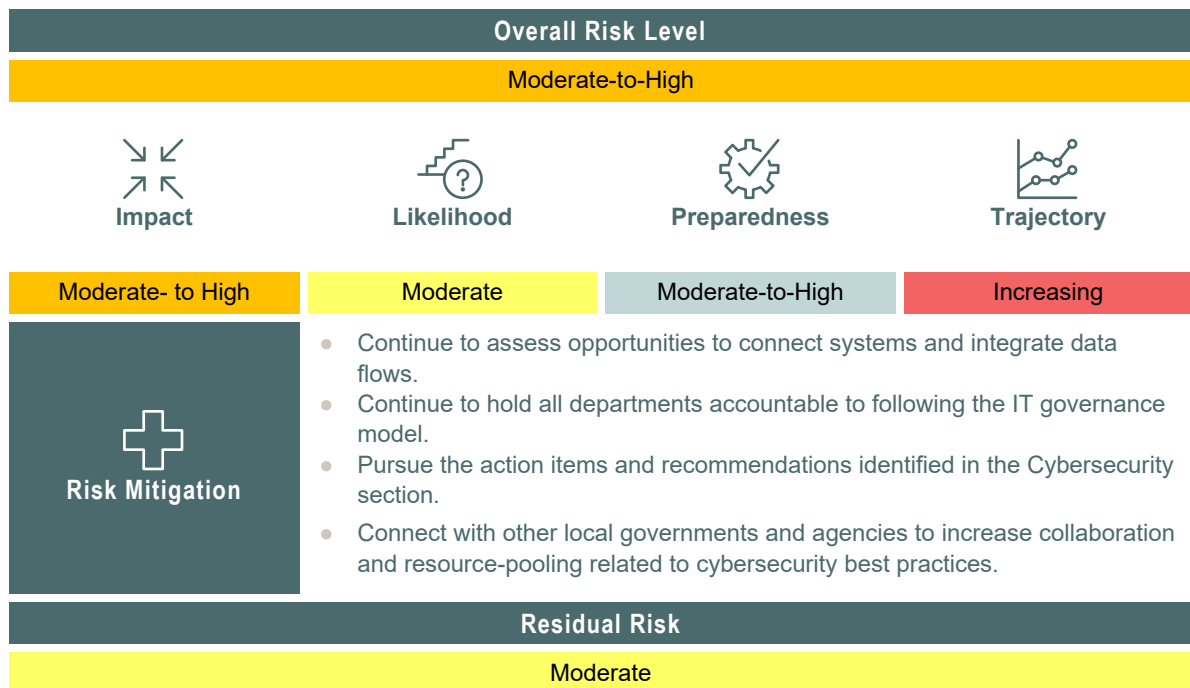 Overall Risk Level
Moderate-to-High
?
Impact
Likelihood
Preparedness
Trajectory
Moderate- to High
Moderate
Moderate-to-High
Increasing
Risk Mitigation
● Continue to assess opportunities to connect systems and integrate data
flows.
● Continue to hold all departments accountable to following the IT governance
model.
● Pursue the action items and recommendations identified in the Cybersecurity
section.
● Connect with other local governments and agencies to increase collaboration
and resource-pooling related to cybersecurity best practices.
Residual Risk
Moderate